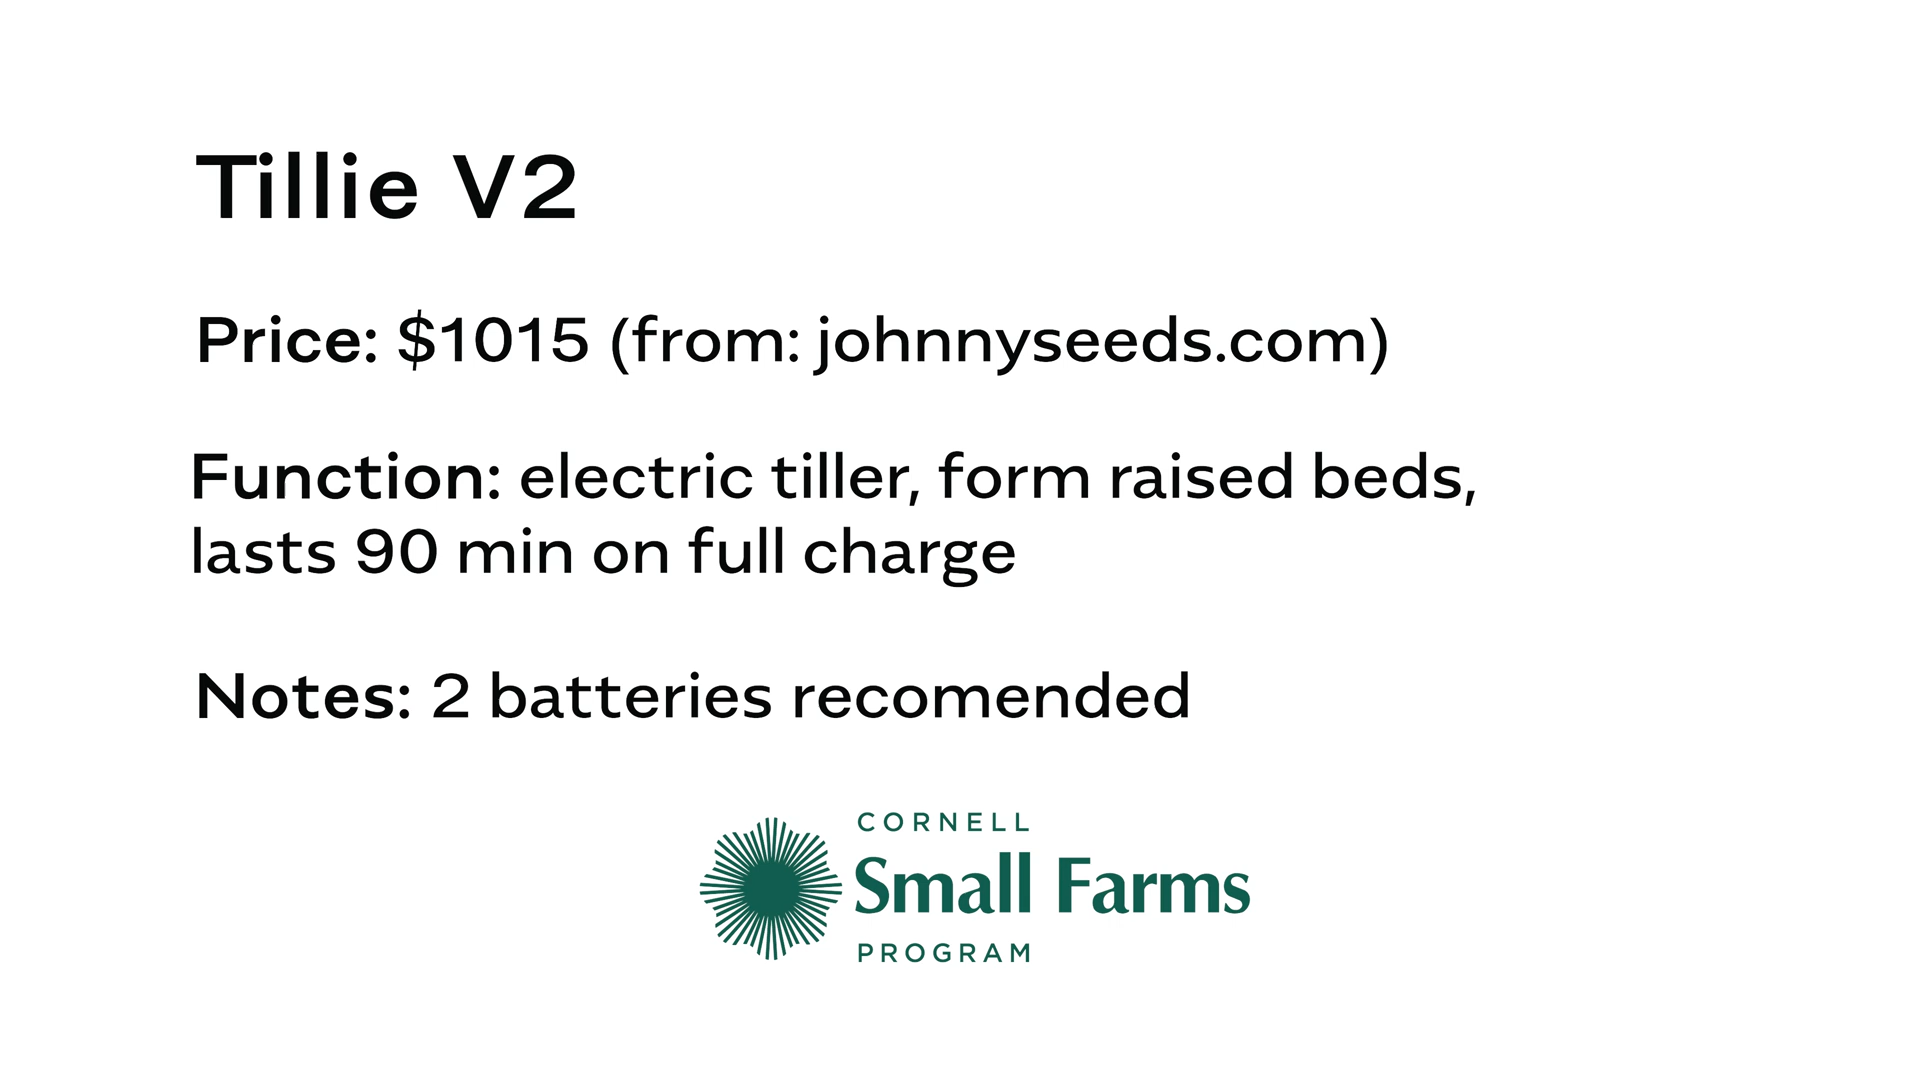 Tillie V2
Price: $1015 (from: johnnyseeds.com)
Function: electric tiller, form raised beds,
lasts 90 min on full charge
Notes: 2 batteries recomended
CORNELL
Small Farms
PROGRAM